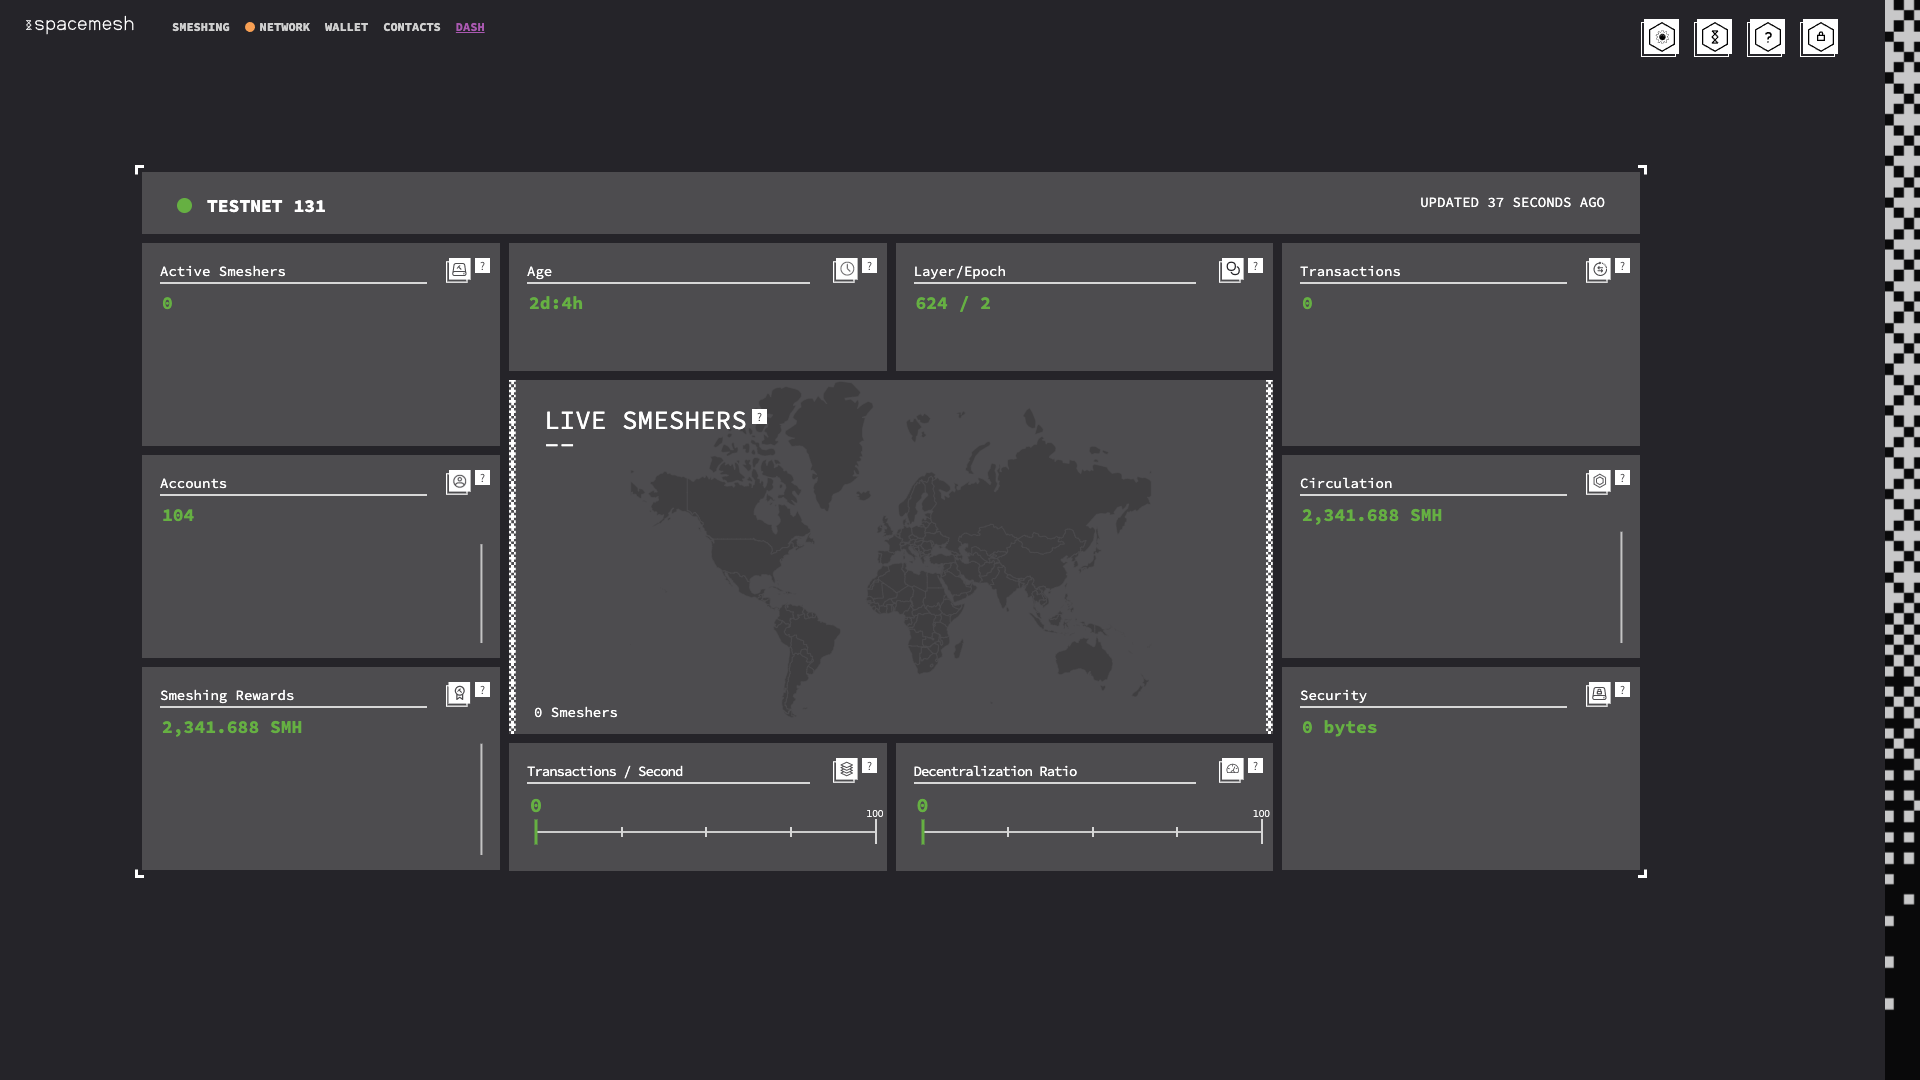 spacemesh
SMESHING NETWORK WALLET CONTACTS DASH
?
TESTNET 131
UPDATED 37 SECONDS AGO
Active Smeshers ?
0
Age ?
2d:4h
Layer/Epoch ?
624 / 2
Transactions ?
0
LIVE SMESHERS ?
--
0 Smeshers
Accounts ?
104
Circulation ?
2,341.688 SMH
Smeshing Rewards ?
2,341.688 SMH
Security ?
0 bytes
Transactions / Second ?
0
100
Decentralization Ratio ?
0
100